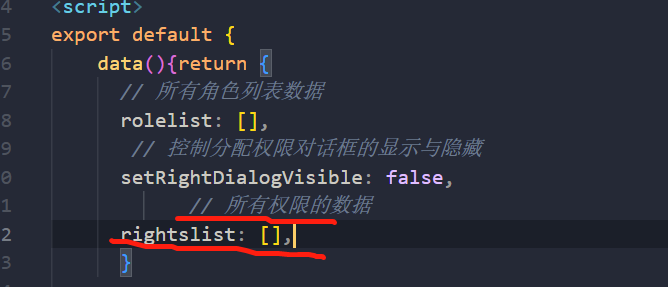 4 <script>
5 export default {
6 data(){return {
7 // 所有角色列表数据
8 rolelist: [],
9 // 控制分配权限对话框的显示与隐藏
0 setRightDialogVisible: false,
1 // 所有权限的数据
2 rightslist: [],
3 }